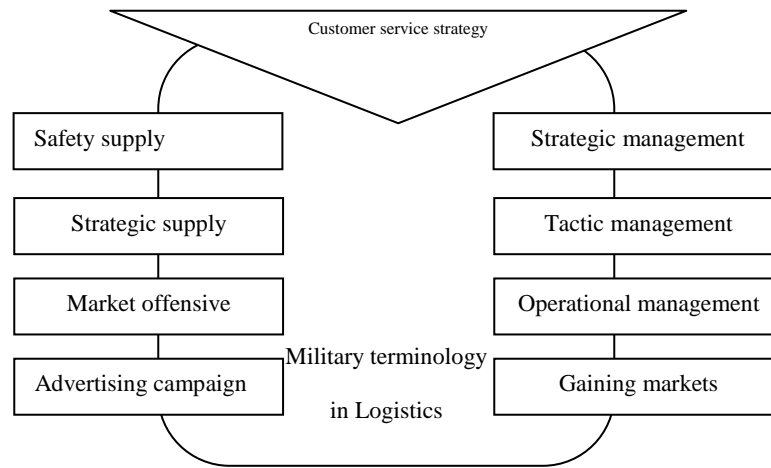 Customer service strategy
Safety supply
Strategic supply
Market offensive
Advertising campaign
Military terminology
in Logistics
Strategic management
Tactic management
Operational management
Gaining markets